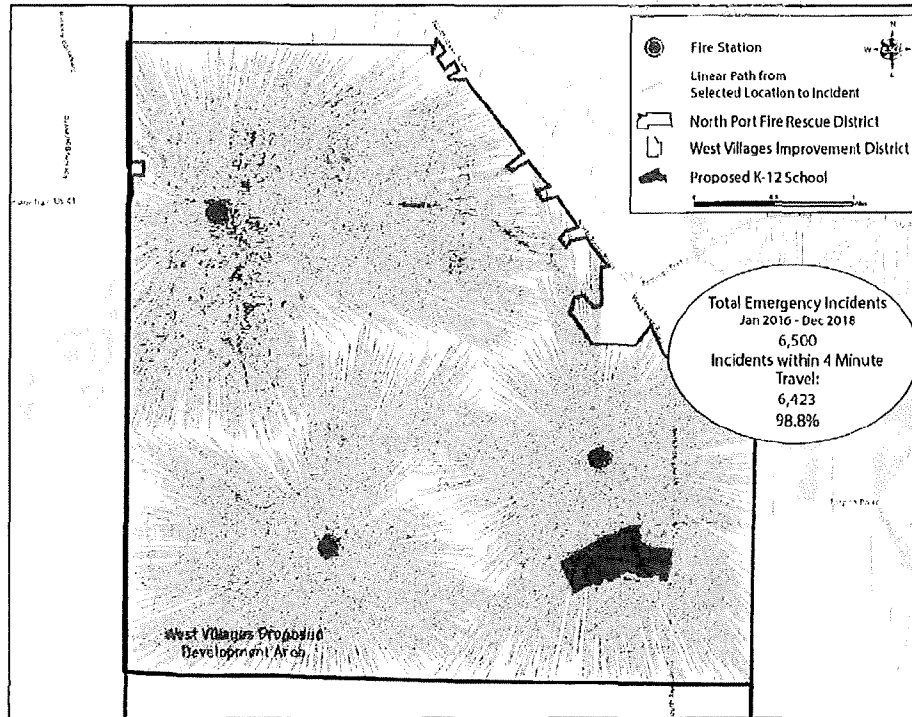 N
W
Fire Station
Linear Path from
Selected Location to Incident
North Port Fire Rescue District
West Villages Improvement District
Proposed K-12 School
Total Emergency Incidents
Jan 2016 - Dec 2018
6,500
Incidents within 4 Minute
Travel:
6,423
98.8%
West Villages Proposed
Development Area